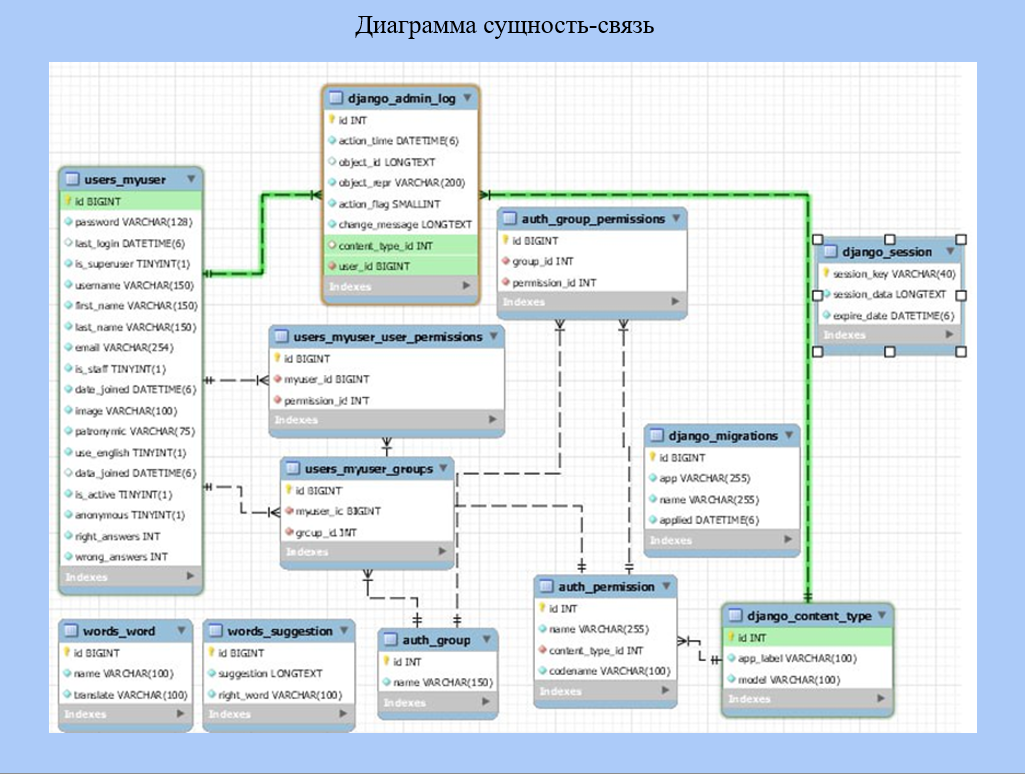 Диаграмма сущность-связь
django_admin_log
id INT
action_time DATETIME(6)
object_id LONGTEXT
object_repr VARCHAR(200)
action_flag SMALLINT
change_message LONGTEXT
content_type_id INT
user_id BIGINT
Indexes
users_myuser
id BIGINT
password VARCHAR(128)
last_login DATETIME(6)
is_superuser TINYINT(1)
username VARCHAR(150)
first_name VARCHAR(150)
last_name VARCHAR(150)
email VARCHAR(254)
is_staff TINYINT(1)
date_joined DATETIME(6)
image VARCHAR(100)
patronymic VARCHAR(75)
use_english TINYINT(1)
data_joined DATETIME(6)
is_active TINYINT(1)
anonymous TINYINT(1)
right_answers INT
wrong_answers INT
Indexes
auth_group_permissions
id BIGINT
group_id INT
permission_id INT
Indexes
django_session
session_key VARCHAR(40)
session_data LONGTEXT
expire_date DATETIME(6)
Indexes
users_myuser_user_permissions
id BIGINT
myuser_id BIGINT
permission_id INT
Indexes
django_migrations
id BIGINT
app VARCHAR(255)
name VARCHAR(255)
applied DATETIME(6)
Indexes
users_myuser_groups
id BIGINT
myuser_id BIGINT
group_id INT
Indexes
auth_permission
id INT
name VARCHAR(255)
content_type_id INT
codename VARCHAR(100)
Indexes
django_content_type
id INT
app_label VARCHAR(100)
model VARCHAR(100)
Indexes
words_word
id BIGINT
name VARCHAR(100)
translate VARCHAR(100)
Indexes
words_suggestion
id BIGINT
suggestion LONGTEXT
right_word VARCHAR(100)
Indexes
auth_group
id INT
name VARCHAR(150)
Indexes